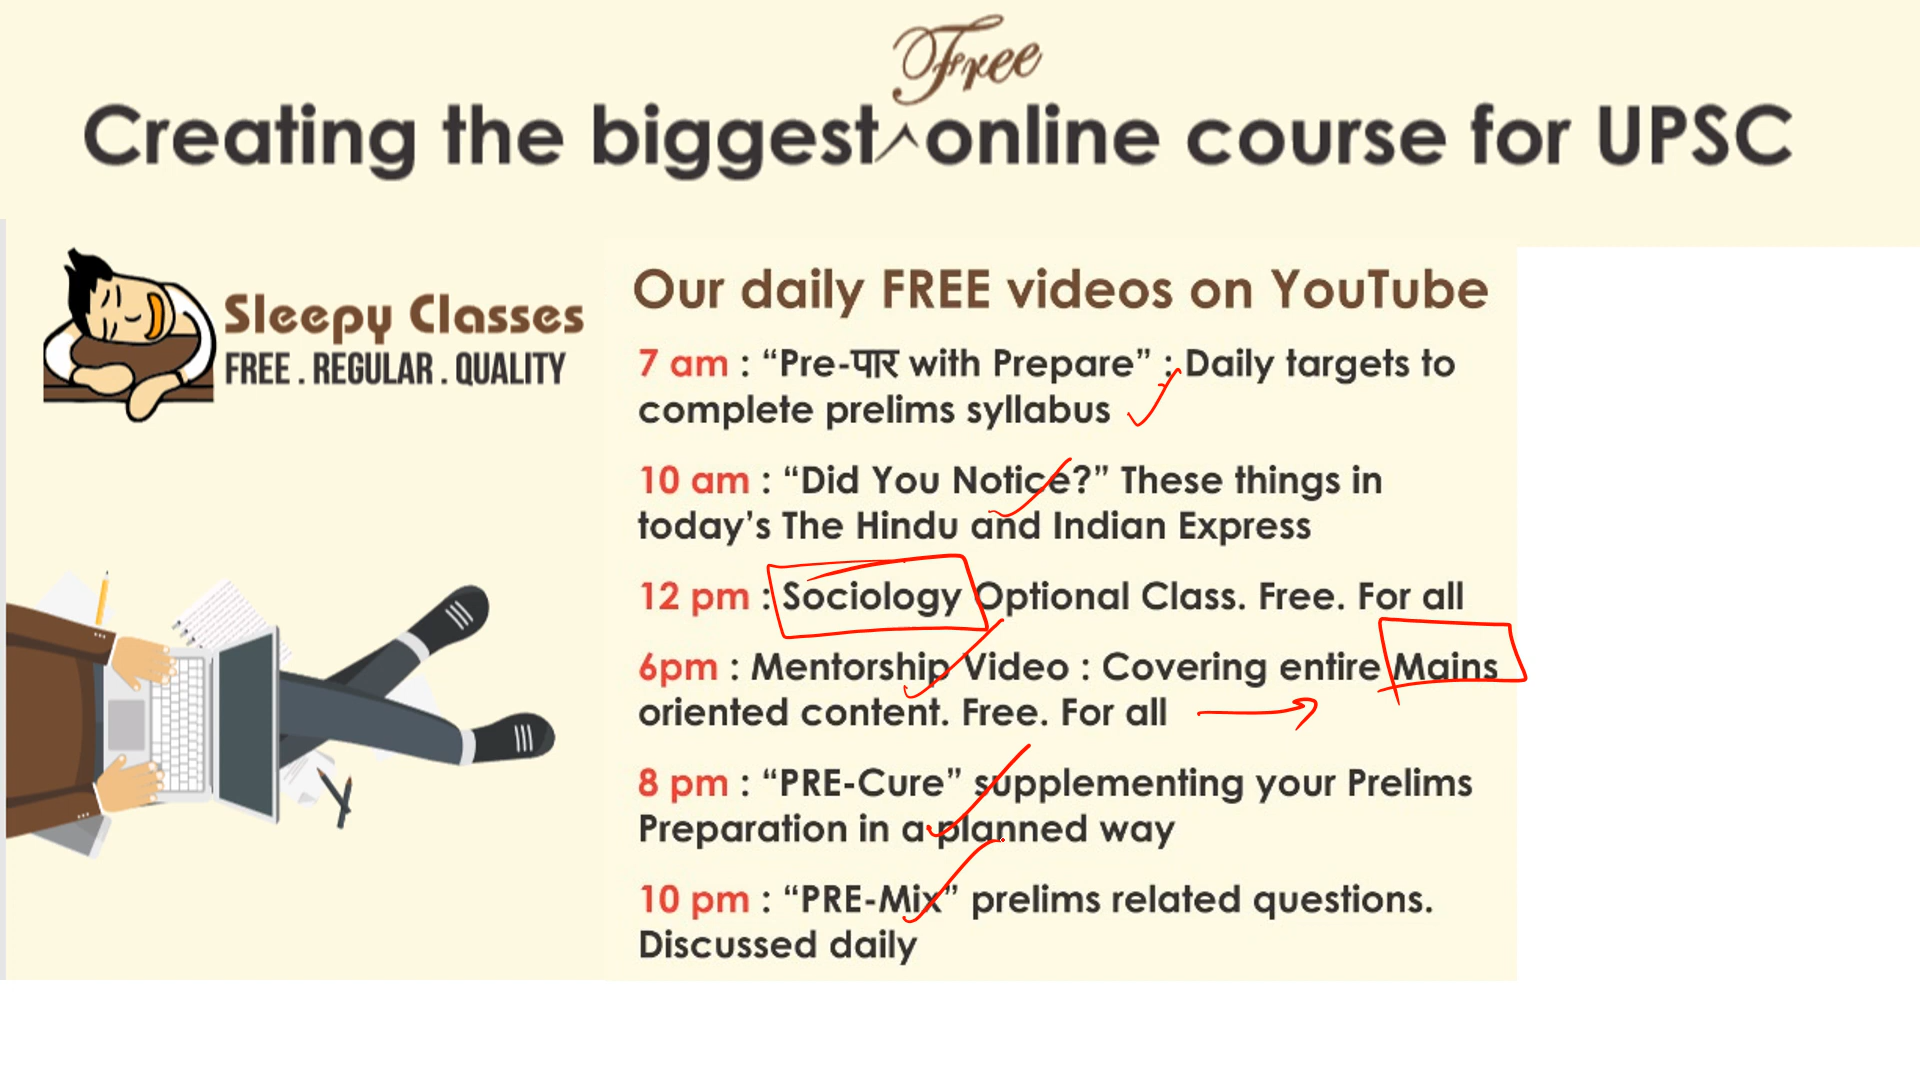 Free
Creating the biggest^online course for UPSC
Sleepy Classes
FREE . REGULAR . QUALITY
Our daily FREE videos on YouTube
7 am : “Pre-पार with Prepare” : Daily targets to
complete prelims syllabus
10 am : “Did You Notice?” These things in
today’s The Hindu and Indian Express
12 pm : Sociology Optional Class. Free. For all
6pm : Mentorship Video : Covering entire Mains
oriented content. Free. For all
8 pm : “PRE-Cure” supplementing your Prelims
Preparation in a planned way
10 pm : “PRE-Mix” prelims related questions.
Discussed daily